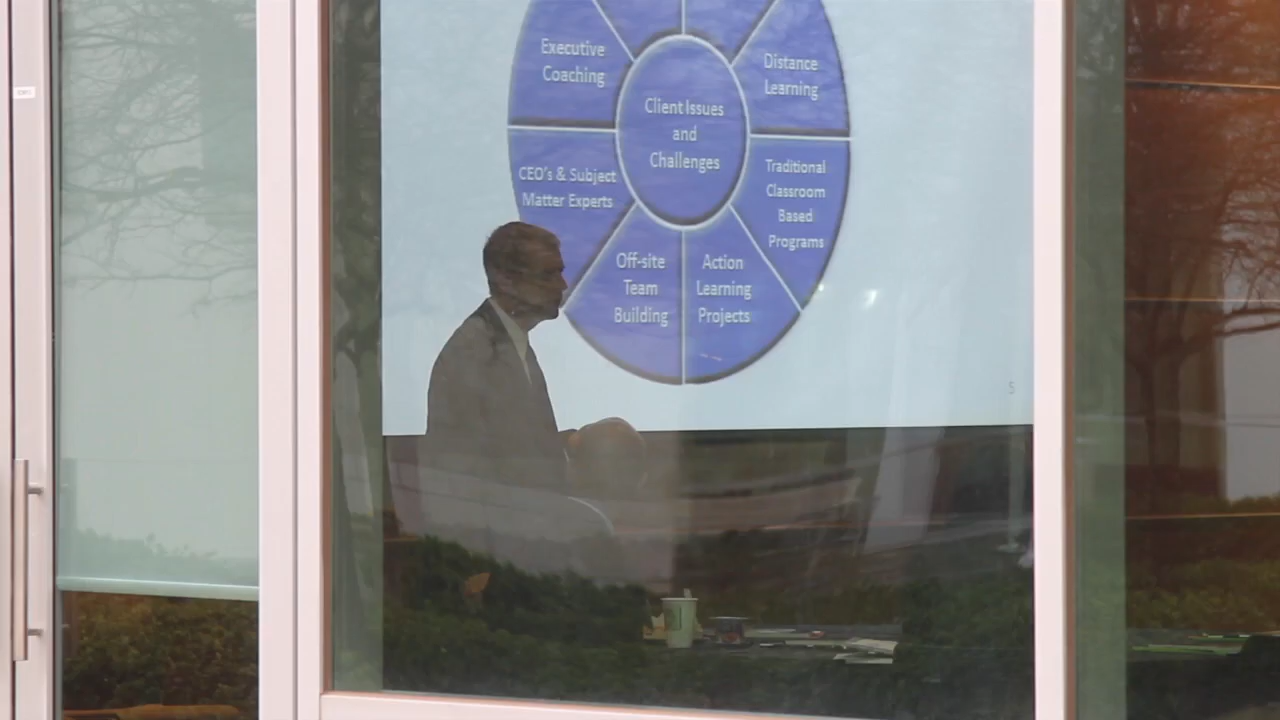 Executive
Coaching
Distance
Learning
Client Issues
and
Challenges
CEO's & Subject
Matter Experts
Traditional
Classroom
Based
Programs
Off-site
Team
Building
Action
Learning
Projects
5